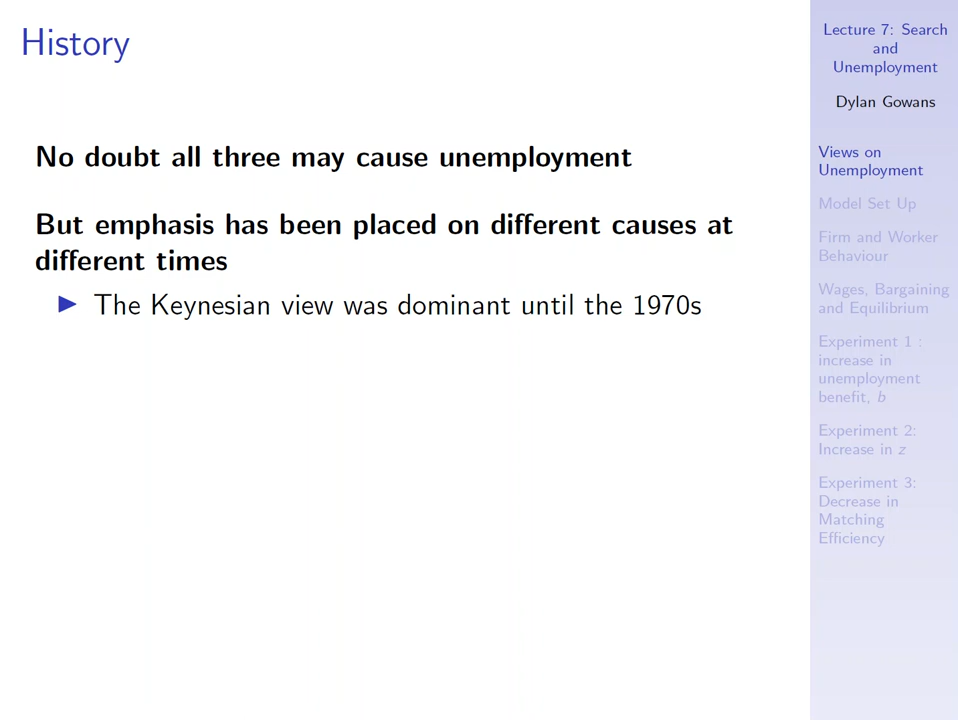 History
No doubt all three may cause unemployment
But emphasis has been placed on different causes at
different times
The Keynesian view was dominant until the 1970s
Lecture 7: Search
and
Unemployment
Dylan Gowans
Views on
Unemployment
Model Set Up
Firm and Worker
Behaviour
Wages, Bargaining
and Equilibrium
Experiment 1 :
increase in
unemployment
benefit, b
Experiment 2:
Increase in z
Experiment 3:
Decrease in
Matching
Efficiency